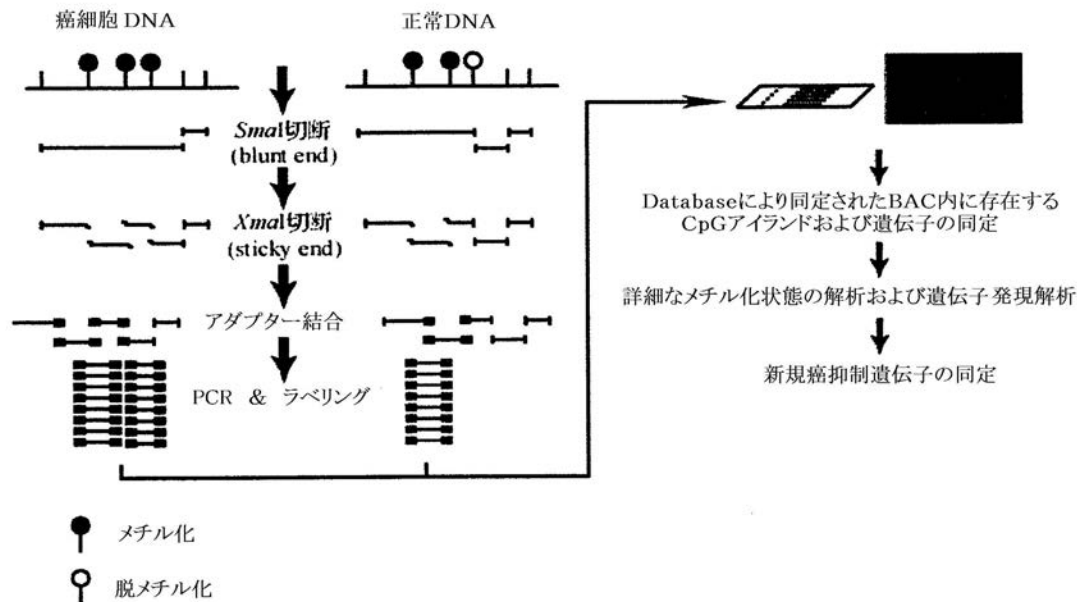 癌細胞 DNA
正常DNA
SmaI切断
(blunt end)
XmaI切断
(sticky end)
アダプター結合
PCR & ラベリング
メチル化
脱メチル化
Databaseにより同定されたBAC内に存在する
CpGアイランドおよび遺伝子の同定
詳細なメチル化状態の解析および遺伝子発現解析
新規癌抑制遺伝子の同定